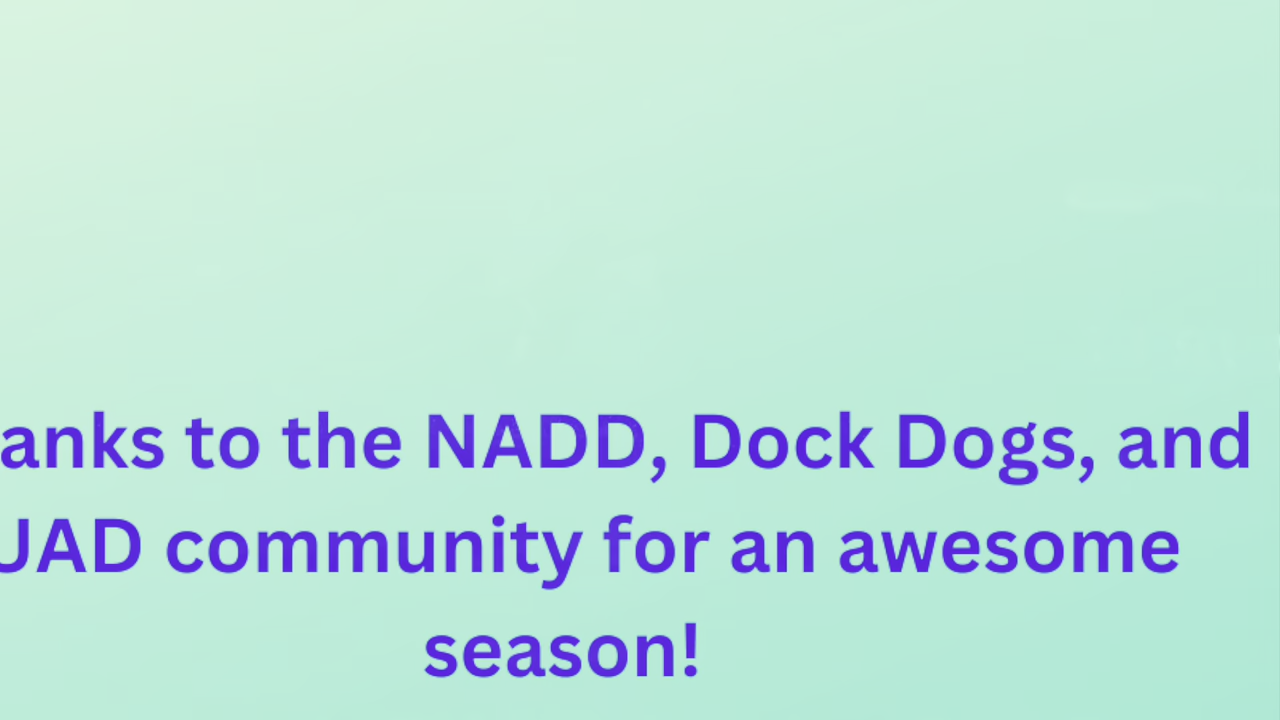 anks to the NADD, Dock Dogs, and
UAD community for an awesome
season!